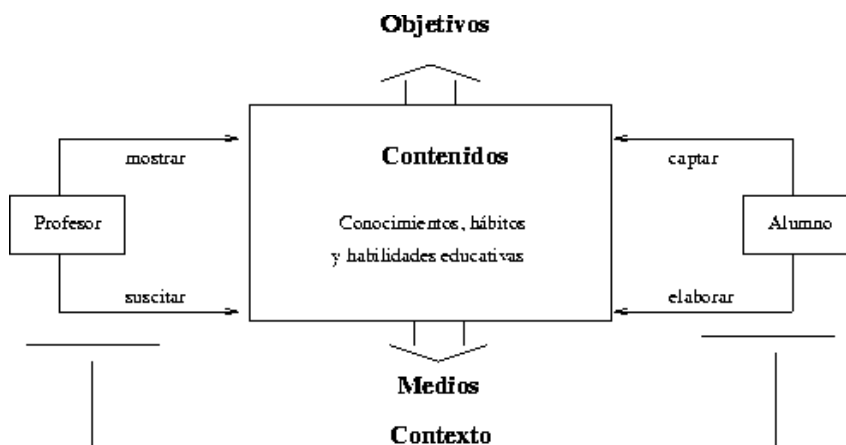 Objetivos
mostrar
Contenidos
captar
Profesor
Conocimientos, hábitos
y habilidades educativas
Alumno
suscitar
elaborar
Medios
Contexto